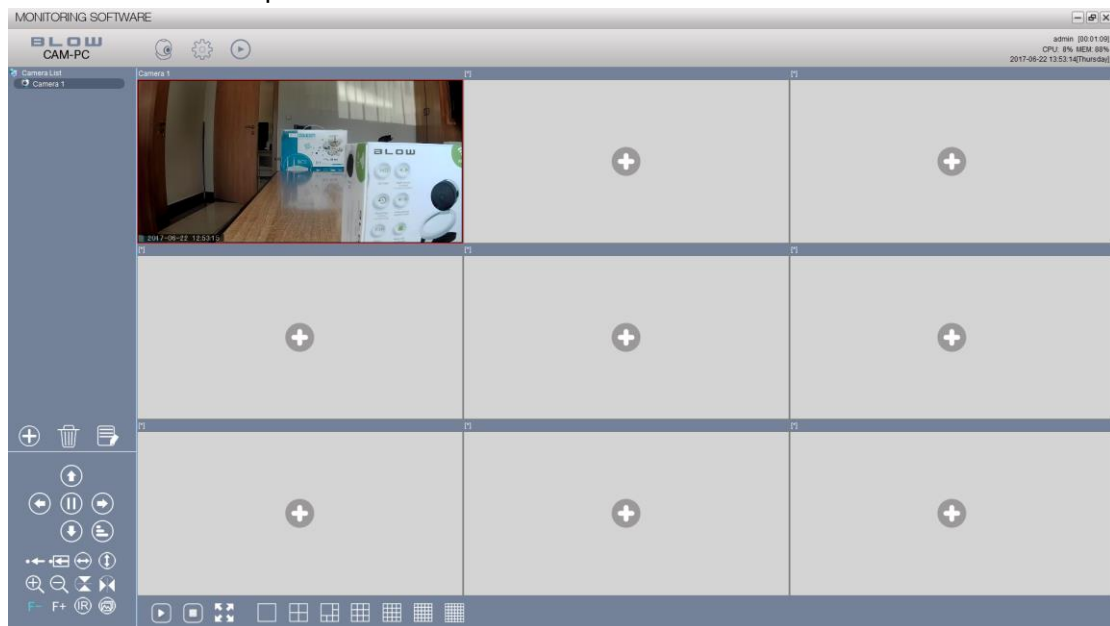 MONITORING SOFTWARE
BLOW
CAM-PC
admin [00:01:09]
CPU: 8% MEM: 88%
2017-06-22 13:53:14[Thursday]
Camera List
Camera 1
Camera 1
[*]
[*]
BLOW
2017-06-22 12:53:15
[*]
[*]
[*]
[*]
[*]
[*]
F- F+ IR